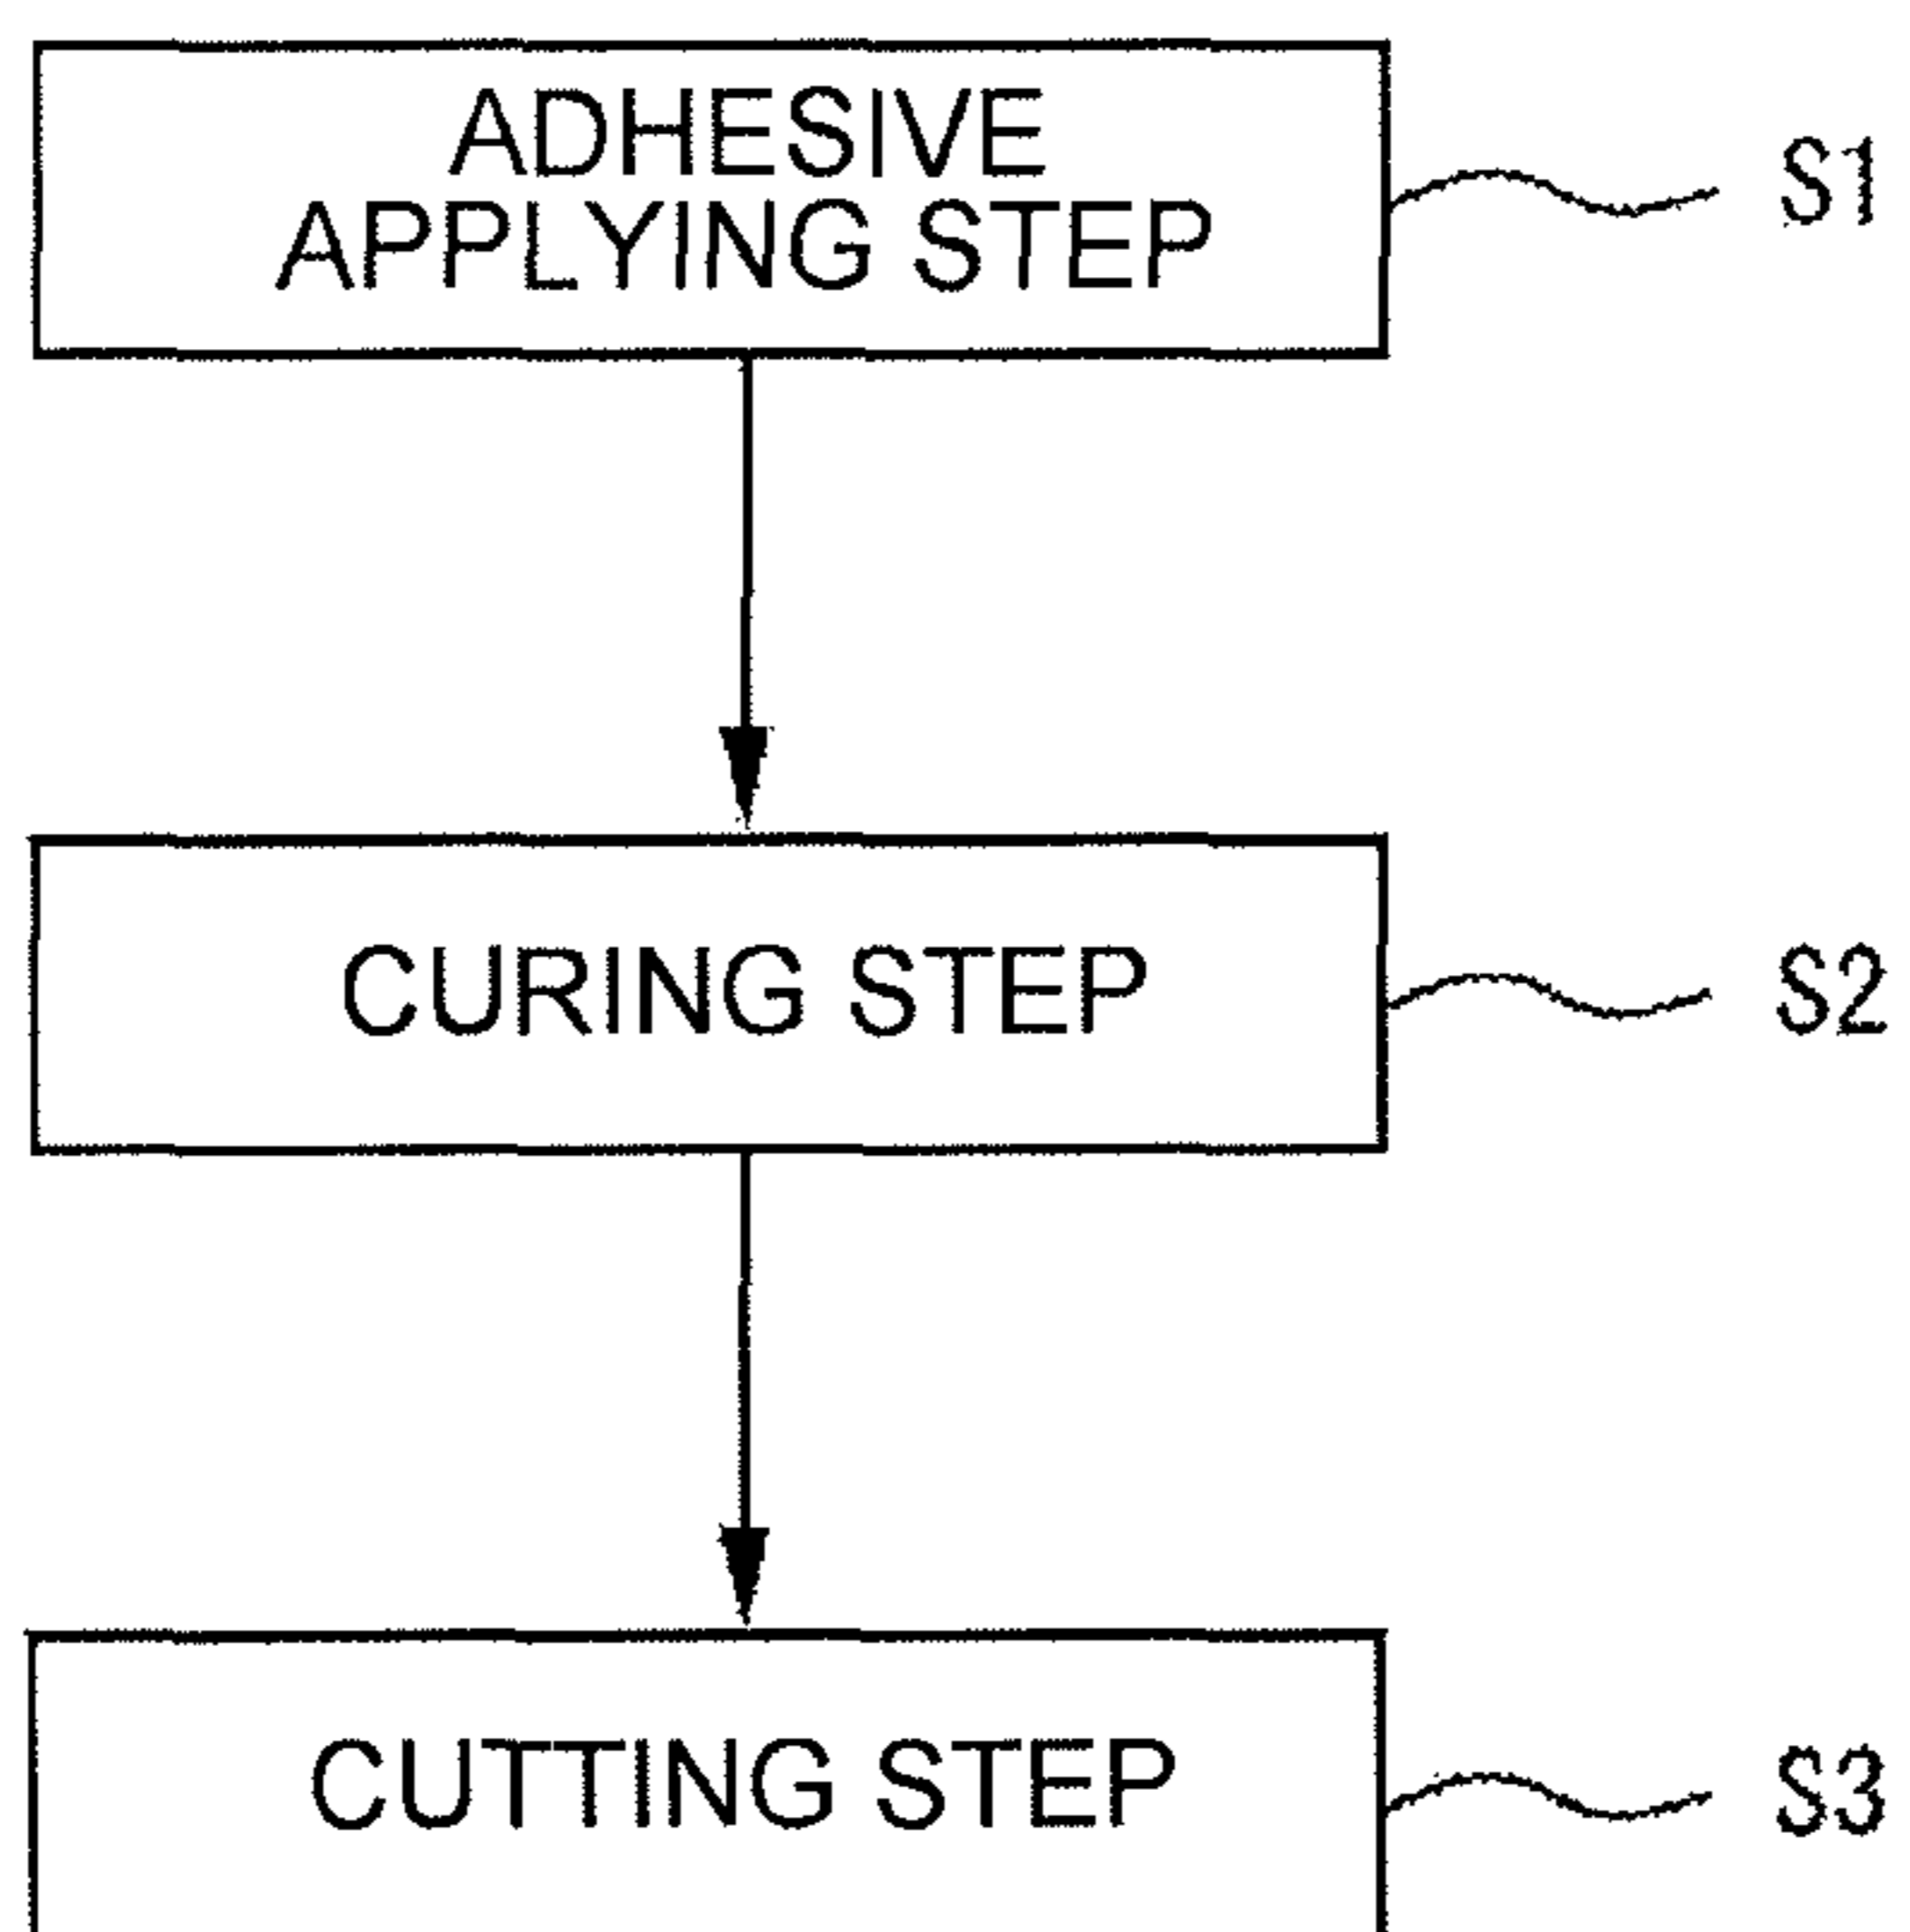 ADHESIVE
APPLYING STEP
S1
CURING STEP
S2
CUTTING STEP
S3